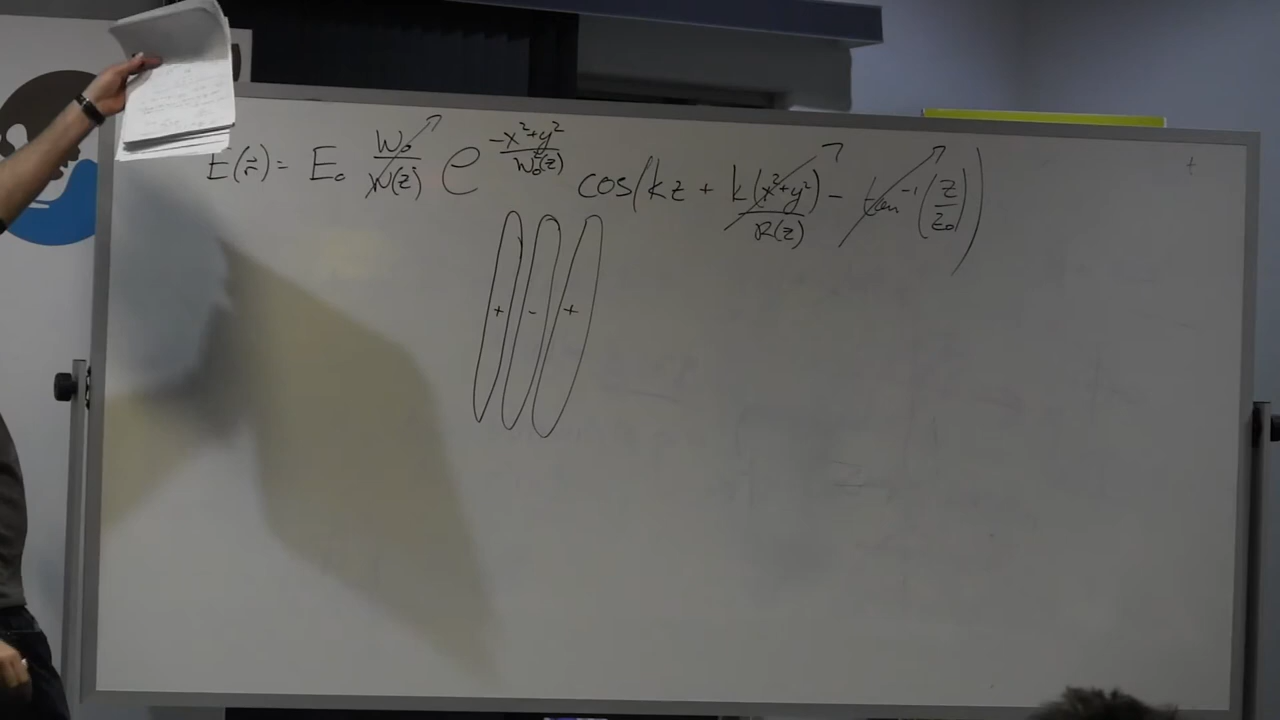 E(r⃗) = E₀ W₀/W(z) e^(-x²+y²/W₀²(z)) cos(kz + k(x²+y²)/R(z) - tan⁻¹(z/z₀))
+ - +